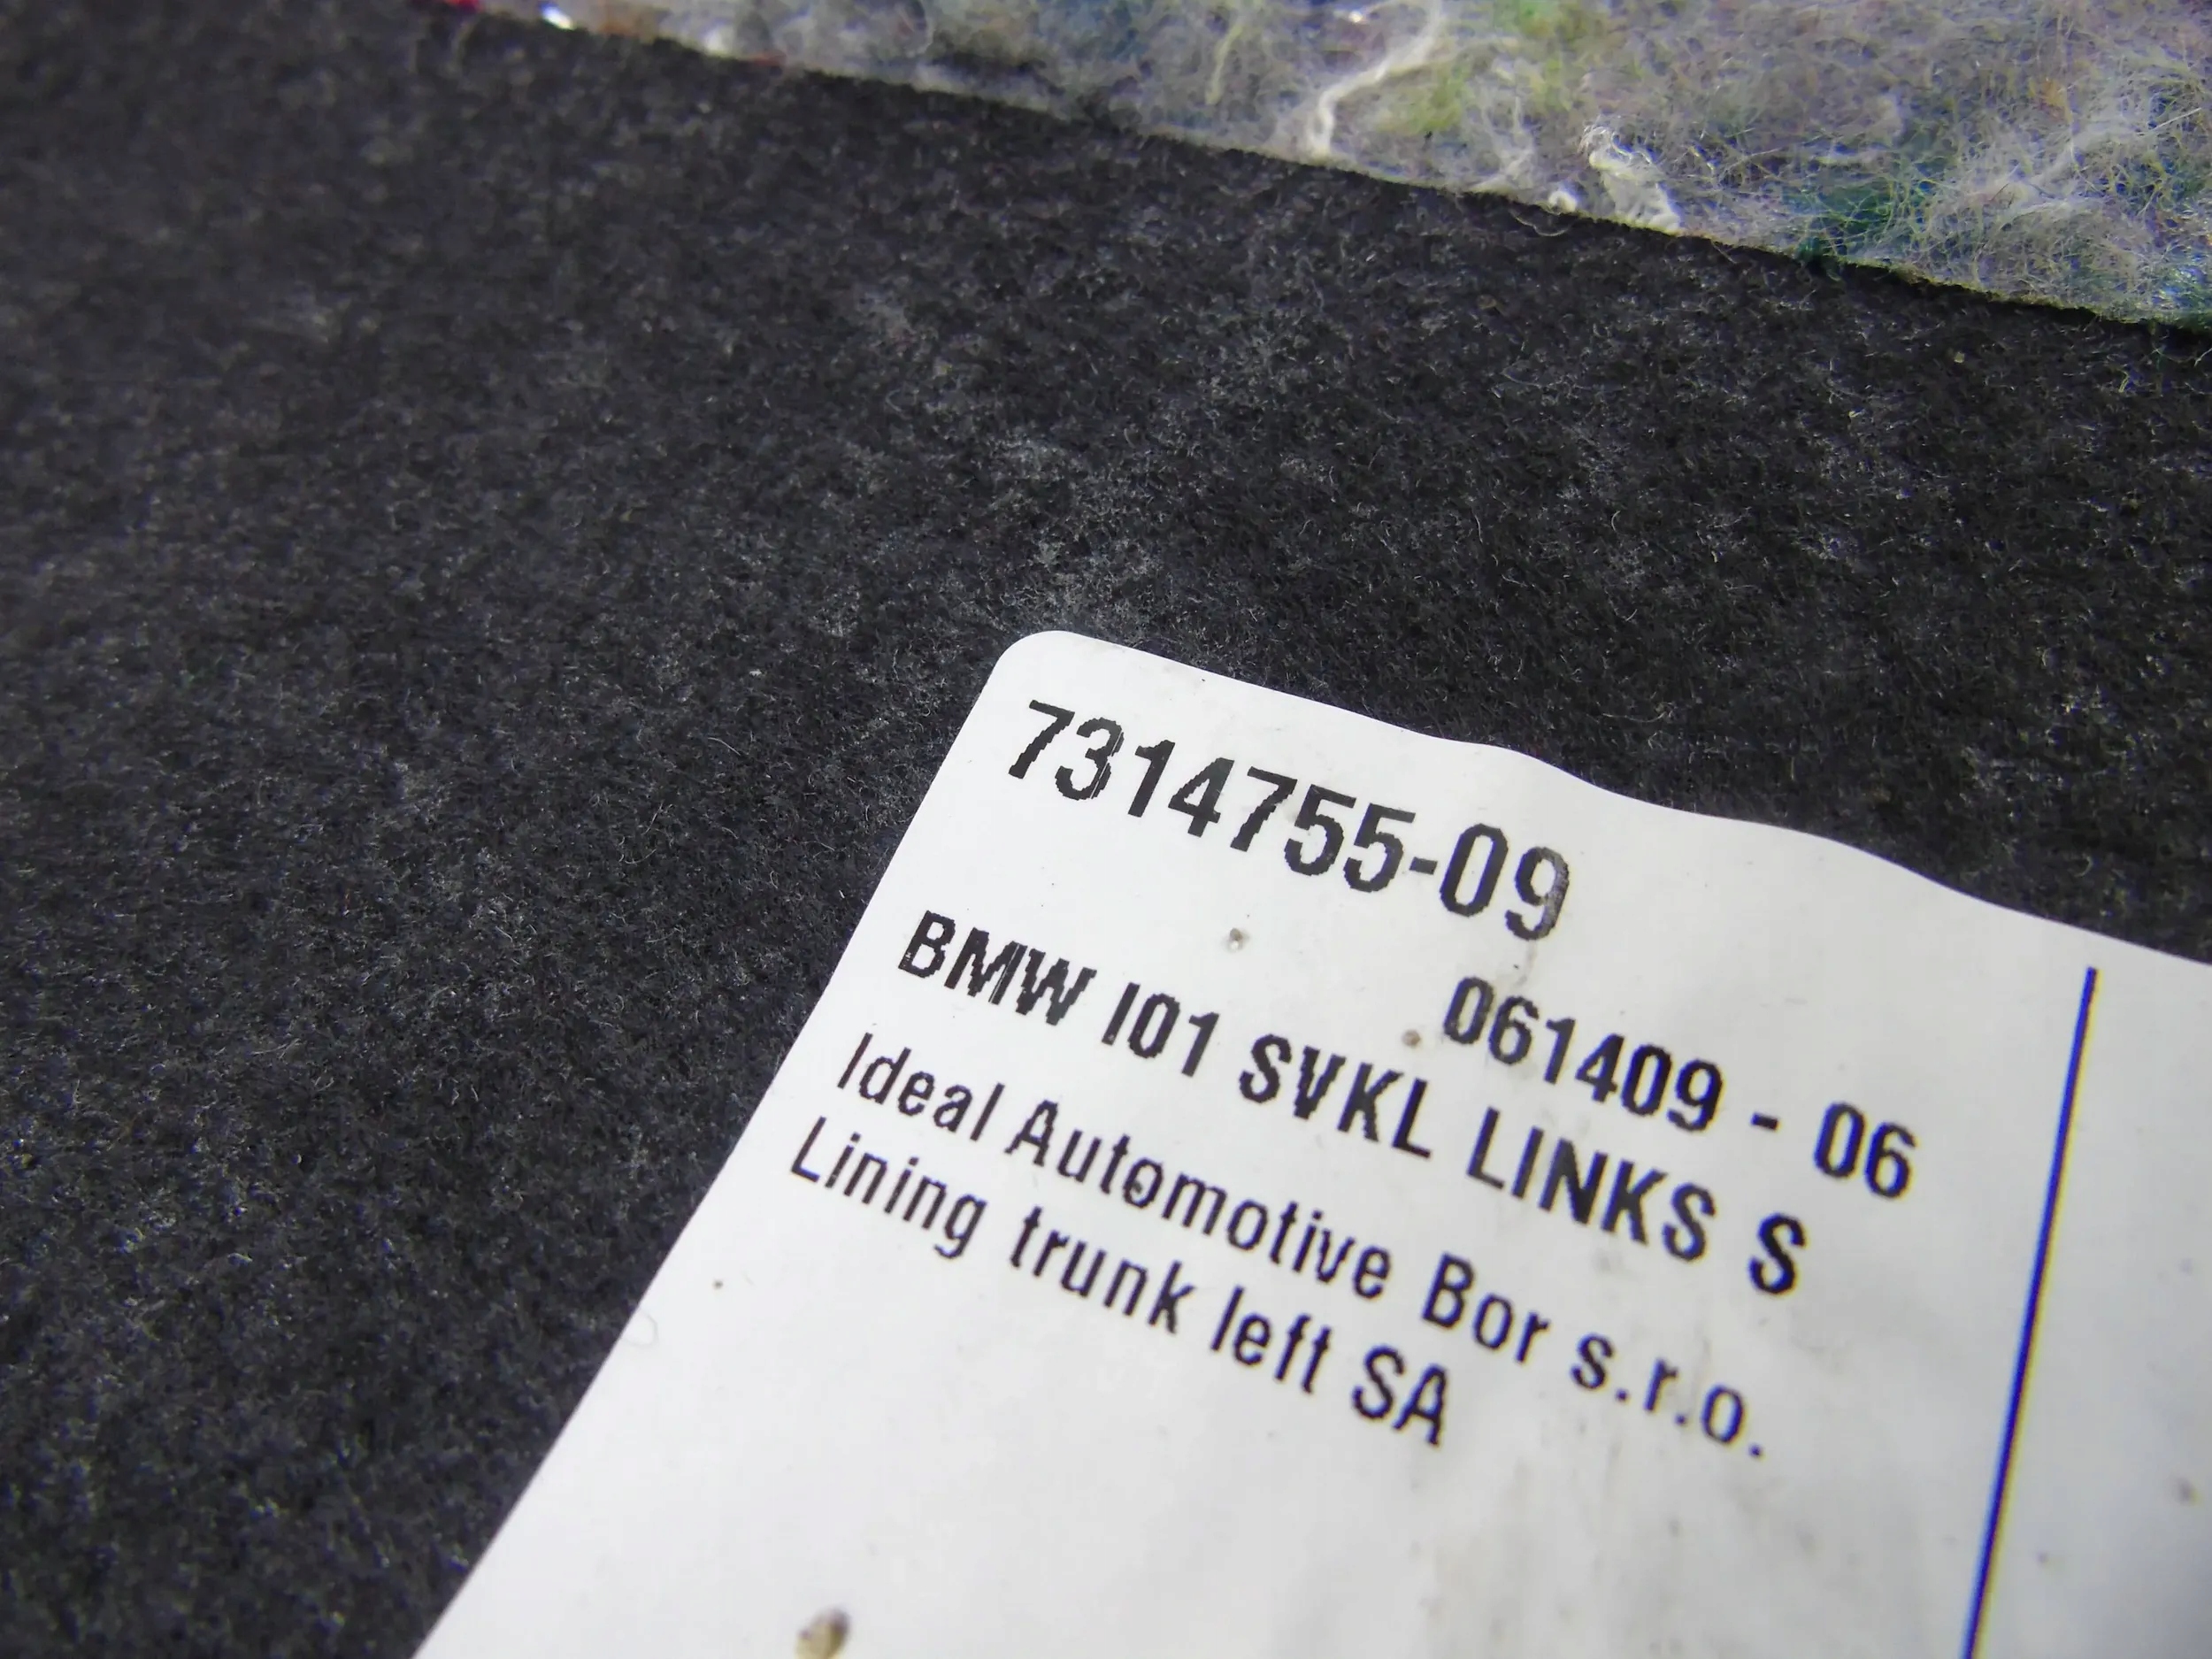 7314755-09
061409 - 06
BMW I01 SVKL LINKS S
Ideal Automotive Bor s.r.o.
Lining trunk left SA